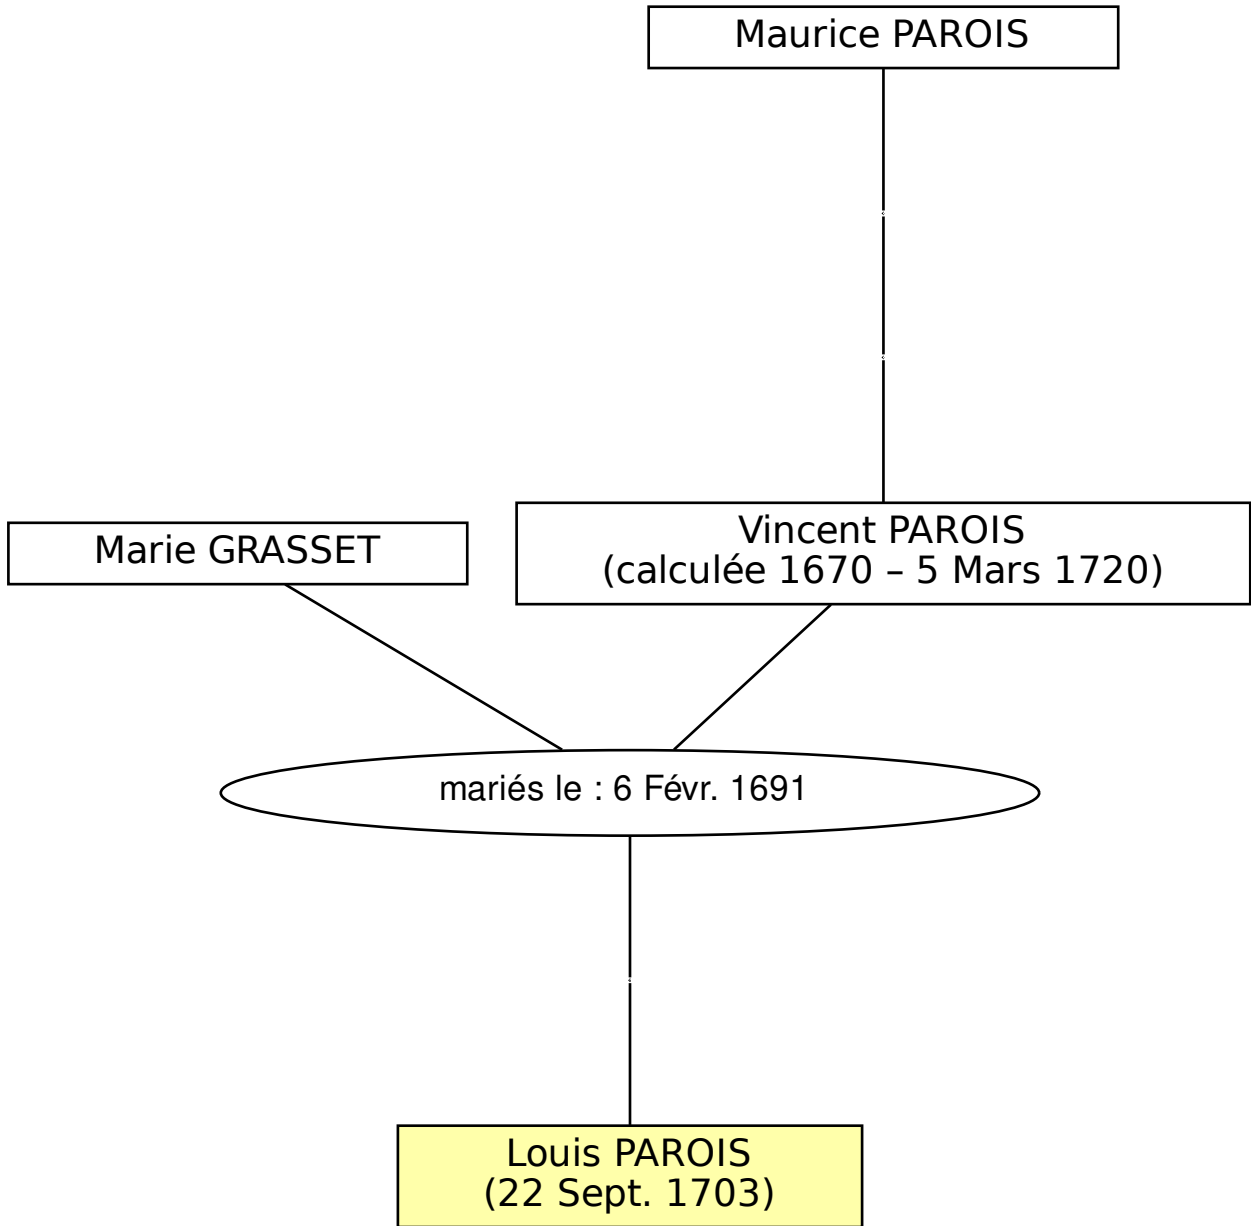 Maurice PAROIS
Marie GRASSET
Vincent PAROIS
(calculée 1670 – 5 Mars 1720)
mariés le : 6 Févr. 1691
Louis PAROIS
(22 Sept. 1703)